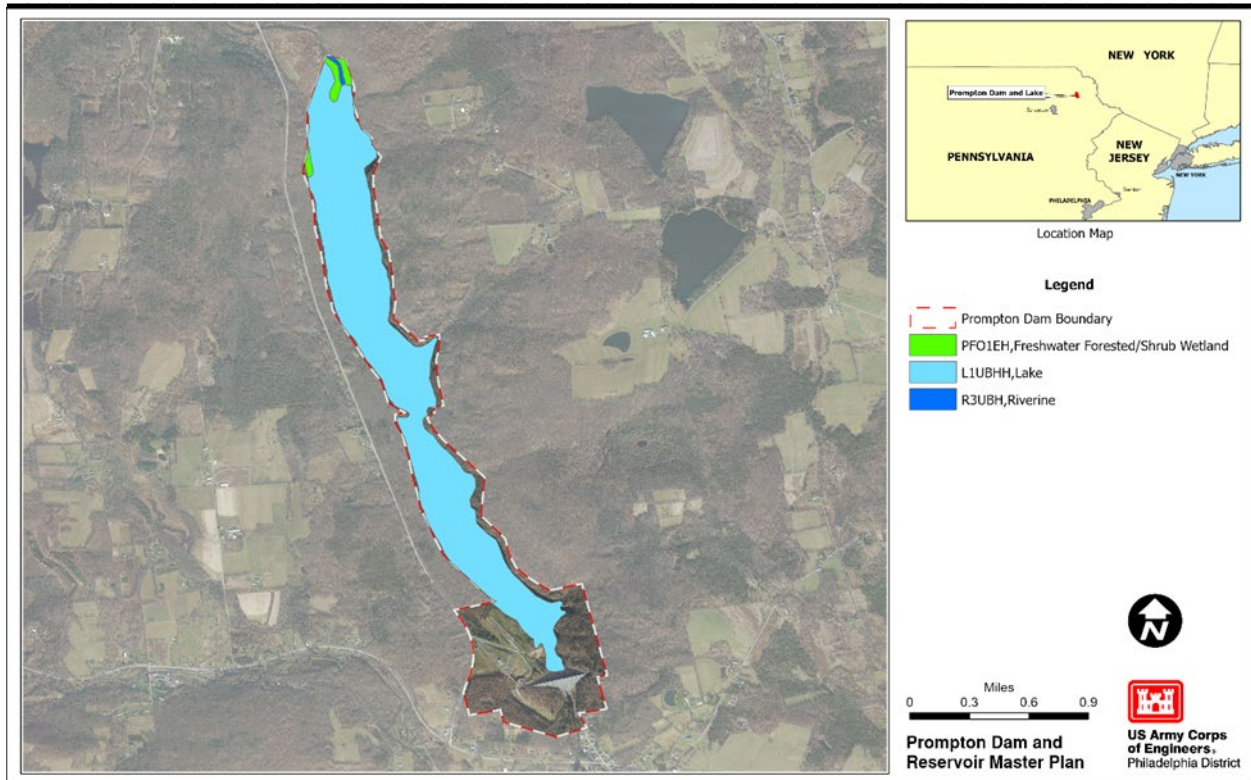 NEW YORK
Prompton Dam and Lake
Scranton
PENNSYLVANIA
NEW
JERSEY
NEW YORK
Trenton
PHILADELPHIA
Location Map
Legend
Prompton Dam Boundary
PFO1EH,Freshwater Forested/Shrub Wetland
L1UBHH,Lake
R3UBH,Riverine
N
Miles
0 0.3 0.6 0.9
Prompton Dam and
Reservoir Master Plan
US Army Corps
of Engineers®
Philadelphia District